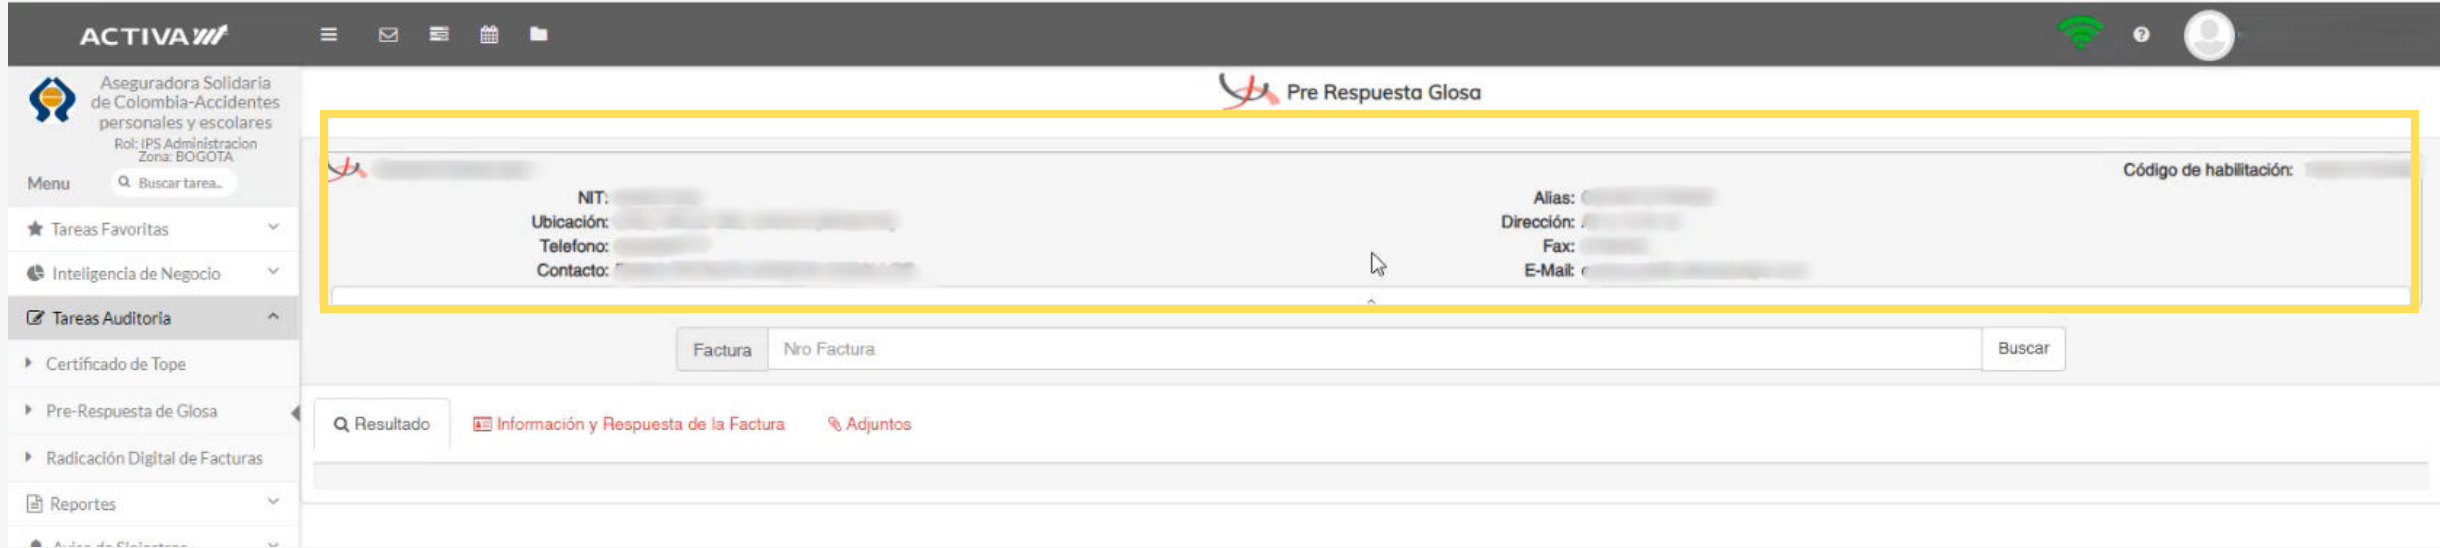 ACTIVA
Aseguradora Solidaria
de Colombia-Accidentes
personales y escolares
Rol: IPS Administracion
Zona: BOGOTA
Menu
Buscar tarea..
Tareas Favoritas
Inteligencia de Negocio
Tareas Auditoria
Certificado de Tope
Pre-Respuesta de Glosa
Radicación Digital de Facturas
Reportes
Pre Respuesta Glosa
Código de habilitación:
NIT:
Alias:
Ubicación:
Dirección:
Telefono:
Fax:
Contacto:
E-Mail:
Factura
Nro Factura
Buscar
Resultado
Información y Respuesta de la Factura
Adjuntos